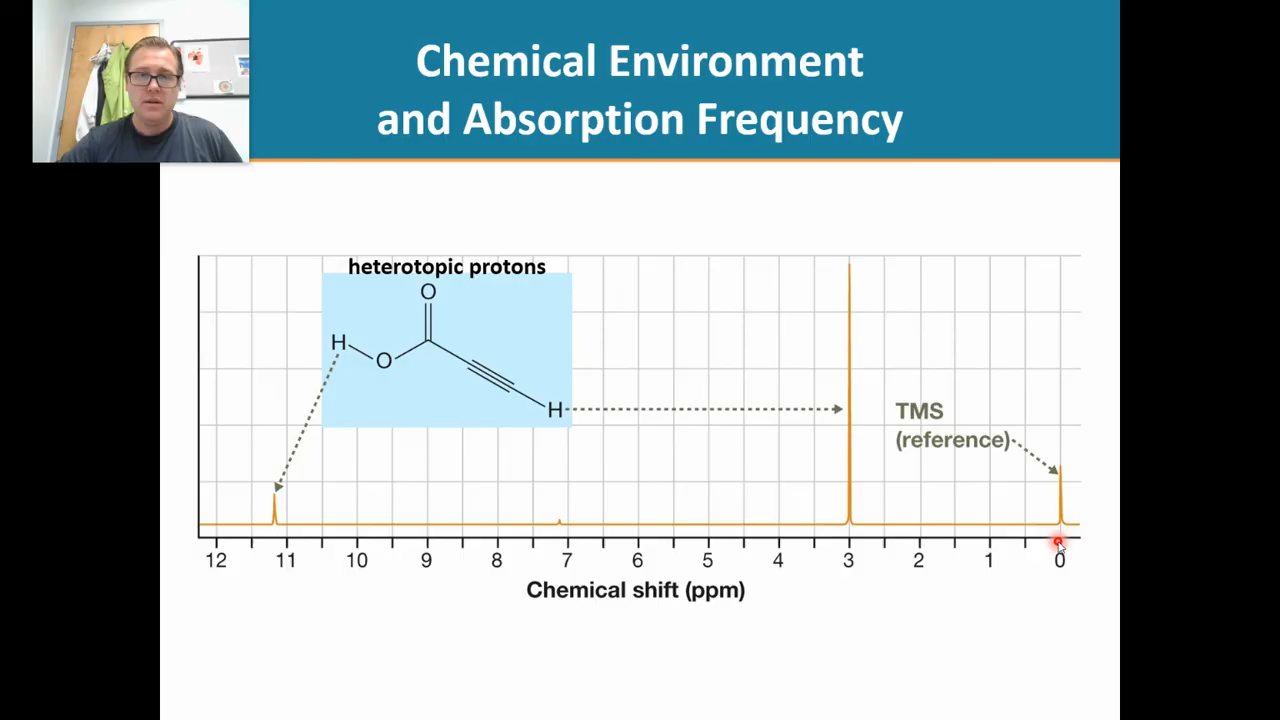 Chemical Environment
and Absorption Frequency
heterotopic protons
O
H
O
H
TMS
(reference)
12 11 10 9 8 7 6 5 4 3 2 1 0
Chemical shift (ppm)